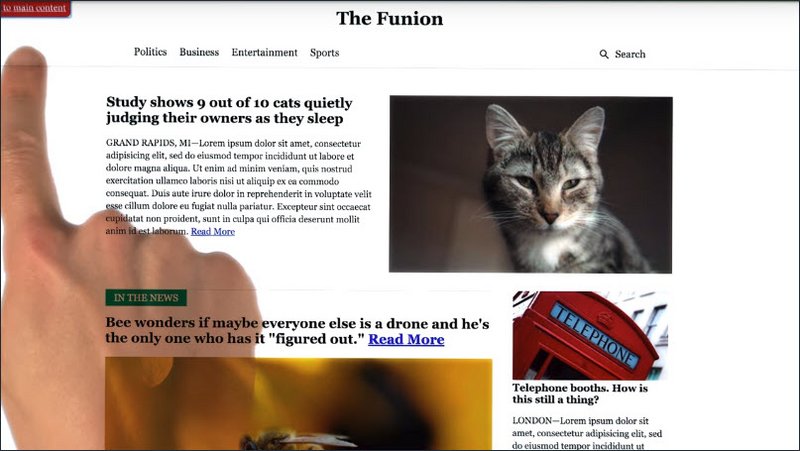 to main content
The Funion
Politics Business Entertainment Sports Search
Study shows 9 out of 10 cats quietly
judging their owners as they sleep
GRAND RAPIDS, MI—Lorem ipsum dolor sit amet, consectetur
adipisicing elit, sed do eiusmod tempor incididunt ut labore et
dolore magna aliqua. Ut enim ad minim veniam, quis nostrud
exercitation ullamco laboris nisi ut aliquip ex ea commodo
consequat. Duis aute irure dolor in reprehenderit in voluptate velit
esse cillum dolore eu fugiat nulla pariatur. Excepteur sint occaecat
cupidatat non proident, sunt in culpa qui officia deserunt mollit
anim id est laborum. Read More
IN THE NEWS
Bee wonders if maybe everyone else is a drone and he's
the only one who has it "figured out." Read More
TELEPHONE
Telephone booths. How is
this still a thing?
LONDON—Lorem ipsum dolor sit
amet, consectetur adipisicing elit, sed
do eiusmod tempor incididunt ut